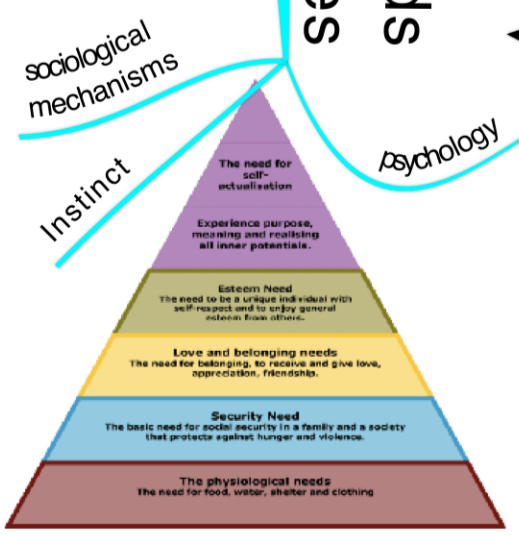 es
ds
sociological
mechanisms
Instinct
psychology
The need for
self-
actualisation
Experience purpose,
meaning and realising
all inner potentials.
Esteem Need
The need to be a unique individual with
self-respect and to enjoy general
esteem from others.
Love and belonging needs
The need for belonging, to receive and give love,
appreciation, friendship.
Security Need
The basic need for social security in a family and a society
that protects against hunger and violence.
The physiological needs
The need for food, water, shelter and clothing